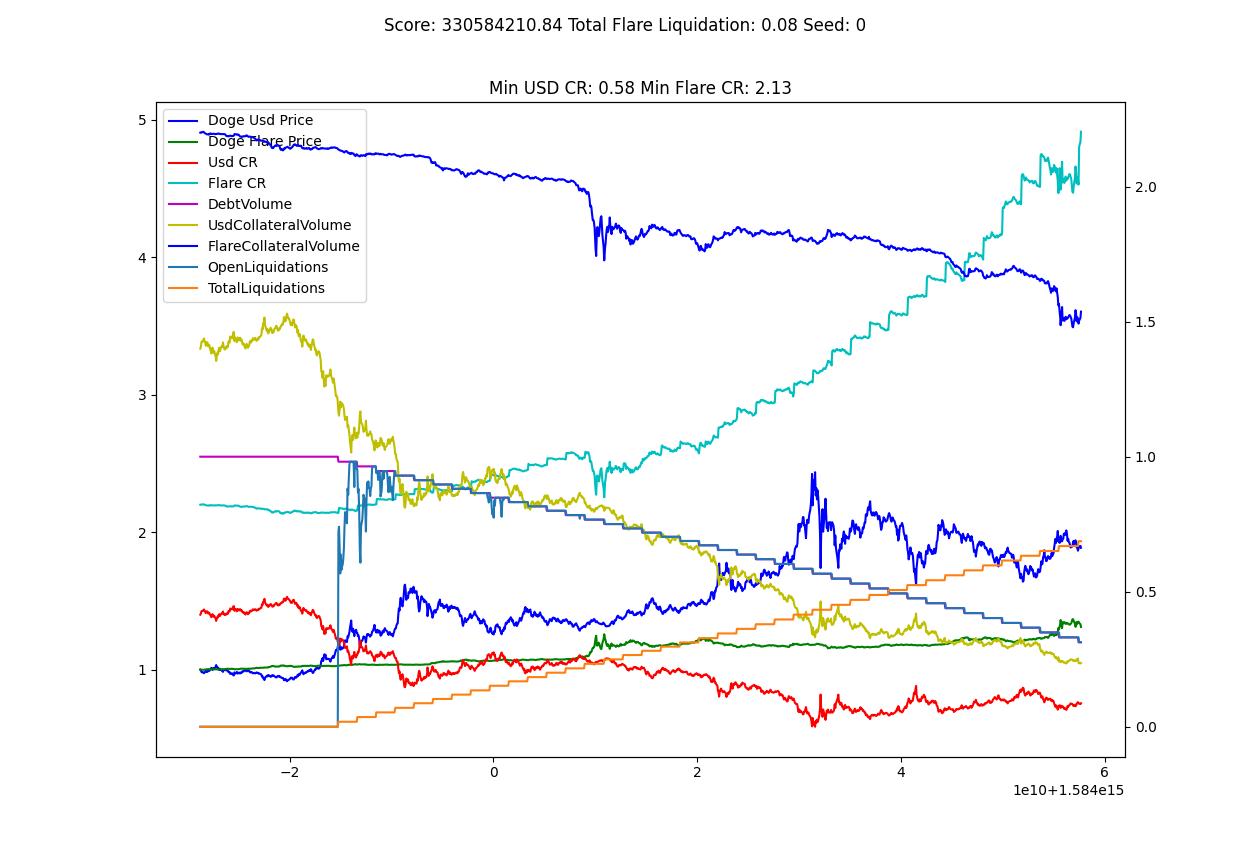 Score: 330584210.84 Total Flare Liquidation: 0.08 Seed: 0
Min USD CR: 0.58 Min Flare CR: 2.13
Doge Usd Price
Doge Flare Price
Usd CR
Flare CR
DebtVolume
UsdCollateralVolume
FlareCollateralVolume
OpenLiquidations
TotalLiquidations
5
4
3
2
1
2.0
1.5
1.0
0.5
0.0
−2
0
2
4
6
1e10+1.584e15